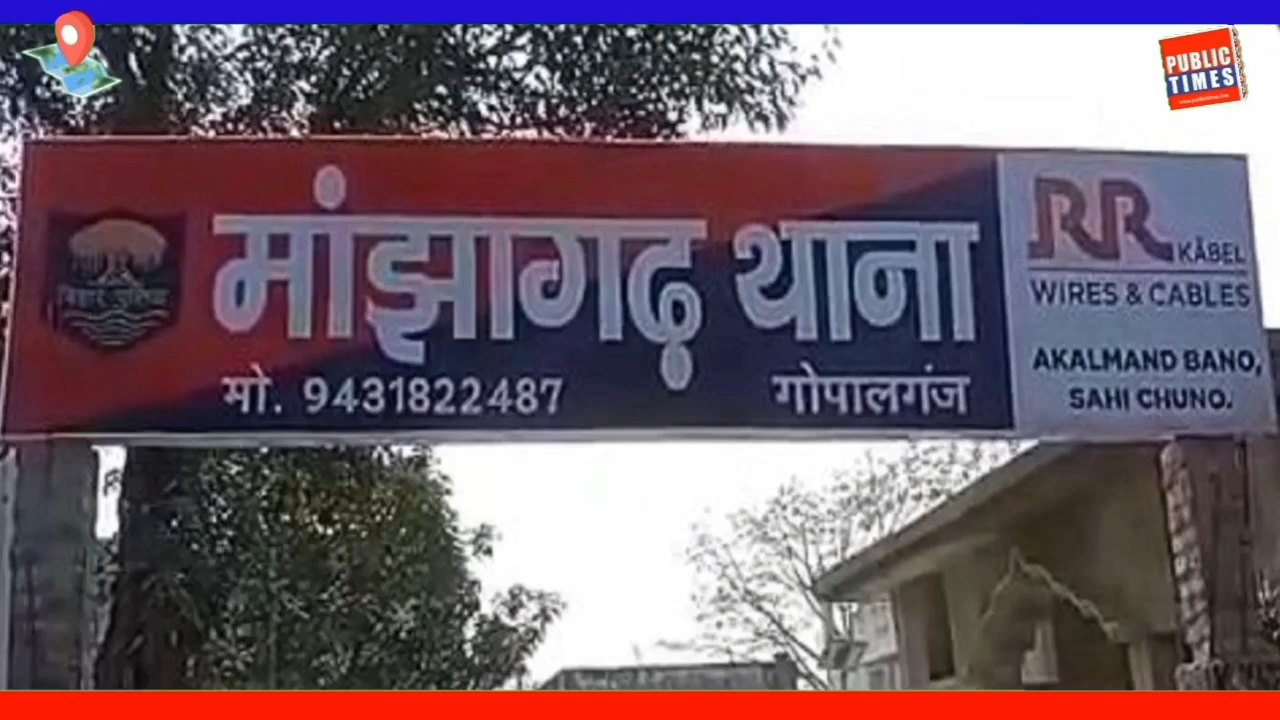 PUBLIC
TIMES
मांझागढ़ थाना
मो. 9431822487
गोपालगंज
RR
KABEL
WIRES & CABLES
AKALMAND BANO,
SAHI CHUNO.